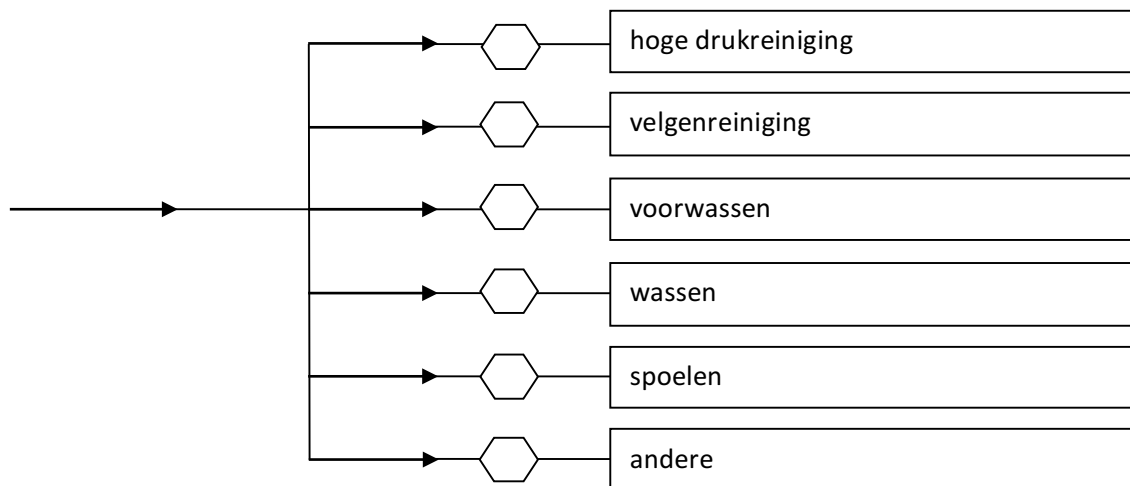 hoge drukreiniging
velgenreiniging
voorwassen
wassen
spoelen
andere